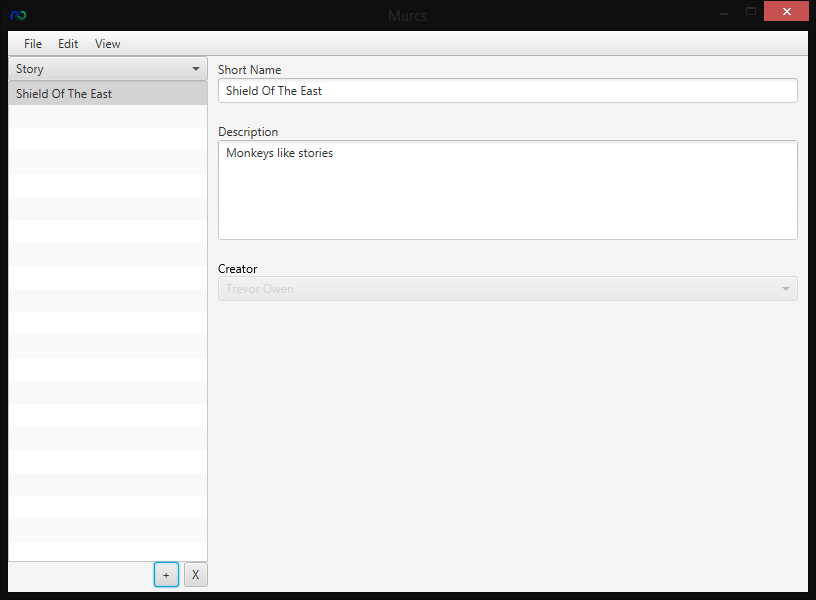 Murcs
File Edit View
Story
Shield Of The East
Short Name
Shield Of The East
Description
Monkeys like stories
Creator
Trevor Owen
+ X